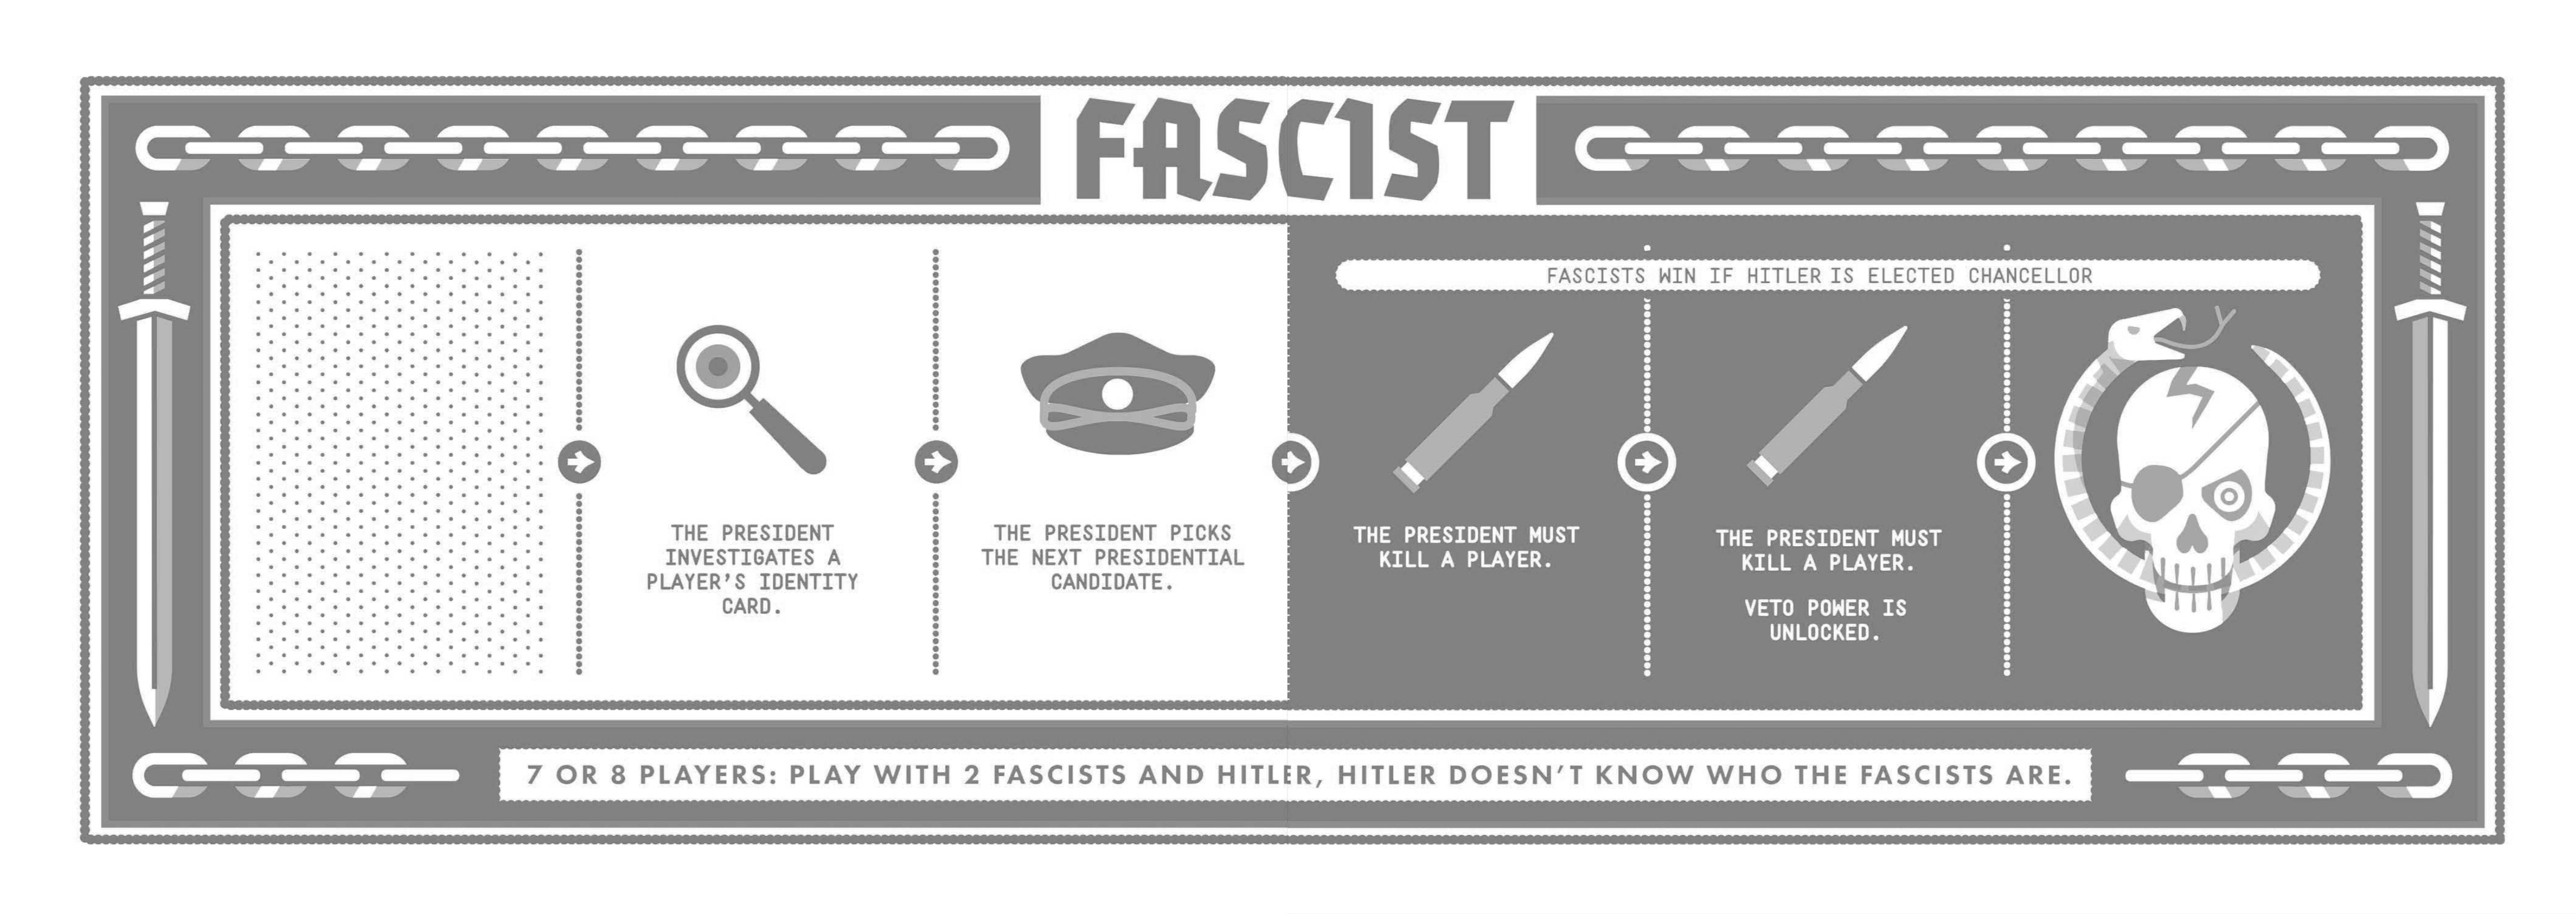 FASCIST
FASCISTS WIN IF HITLER IS ELECTED CHANCELLOR
THE PRESIDENT
INVESTIGATES A
PLAYER'S IDENTITY
CARD.
THE PRESIDENT PICKS
THE NEXT PRESIDENTIAL
CANDIDATE.
THE PRESIDENT MUST
KILL A PLAYER.
THE PRESIDENT MUST
KILL A PLAYER.
VETO POWER IS
UNLOCKED.
7 OR 8 PLAYERS: PLAY WITH 2 FASCISTS AND HITLER, HITLER DOESN'T KNOW WHO THE FASCISTS ARE.